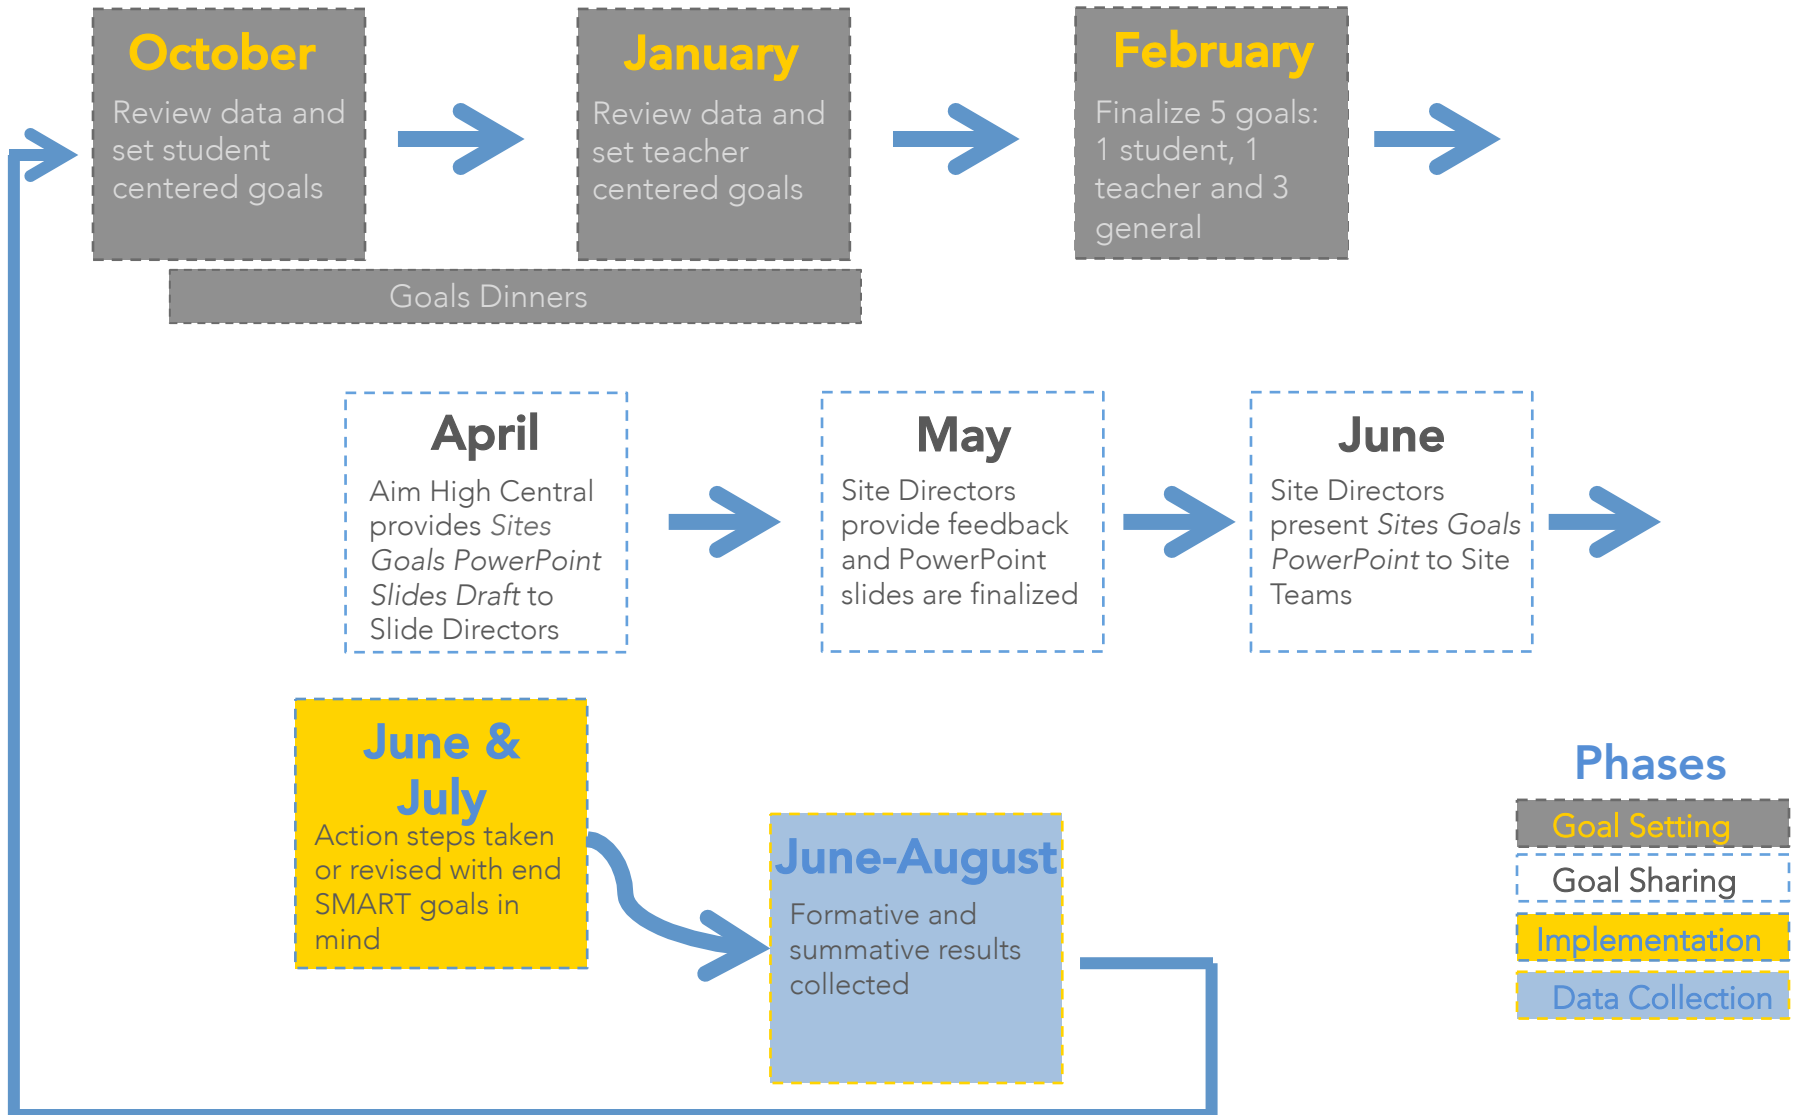 October
Review data and
set student
centered goals
January
Review data and
set teacher
centered goals
February
Finalize 5 goals:
1 student, 1
teacher and 3
general
Goals Dinners
April
Aim High Central
provides Sites
Goals PowerPoint
Slides Draft to
Slide Directors
May
Site Directors
provide feedback
and PowerPoint
slides are finalized
June
Site Directors
present Sites Goals
PowerPoint to Site
Teams
June &
July
Action steps taken
or revised with end
SMART goals in
mind
June-August
Formative and
summative results
collected
Phases
Goal Setting
Goal Sharing
Implementation
Data Collection